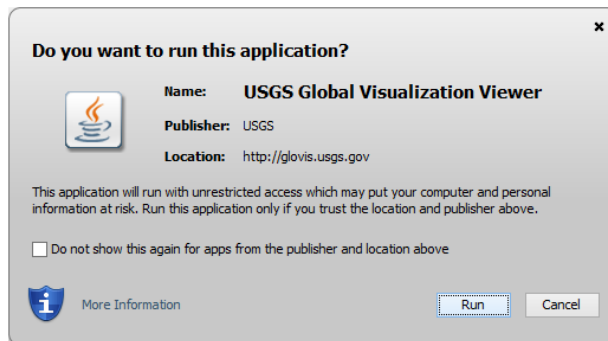 Do you want to run this application?
Name: USGS Global Visualization Viewer
Publisher: USGS
Location: http://glovis.usgs.gov
This application will run with unrestricted access which may put your computer and personal
information at risk. Run this application only if you trust the location and publisher above.
Do not show this again for apps from the publisher and location above
More Information Run Cancel